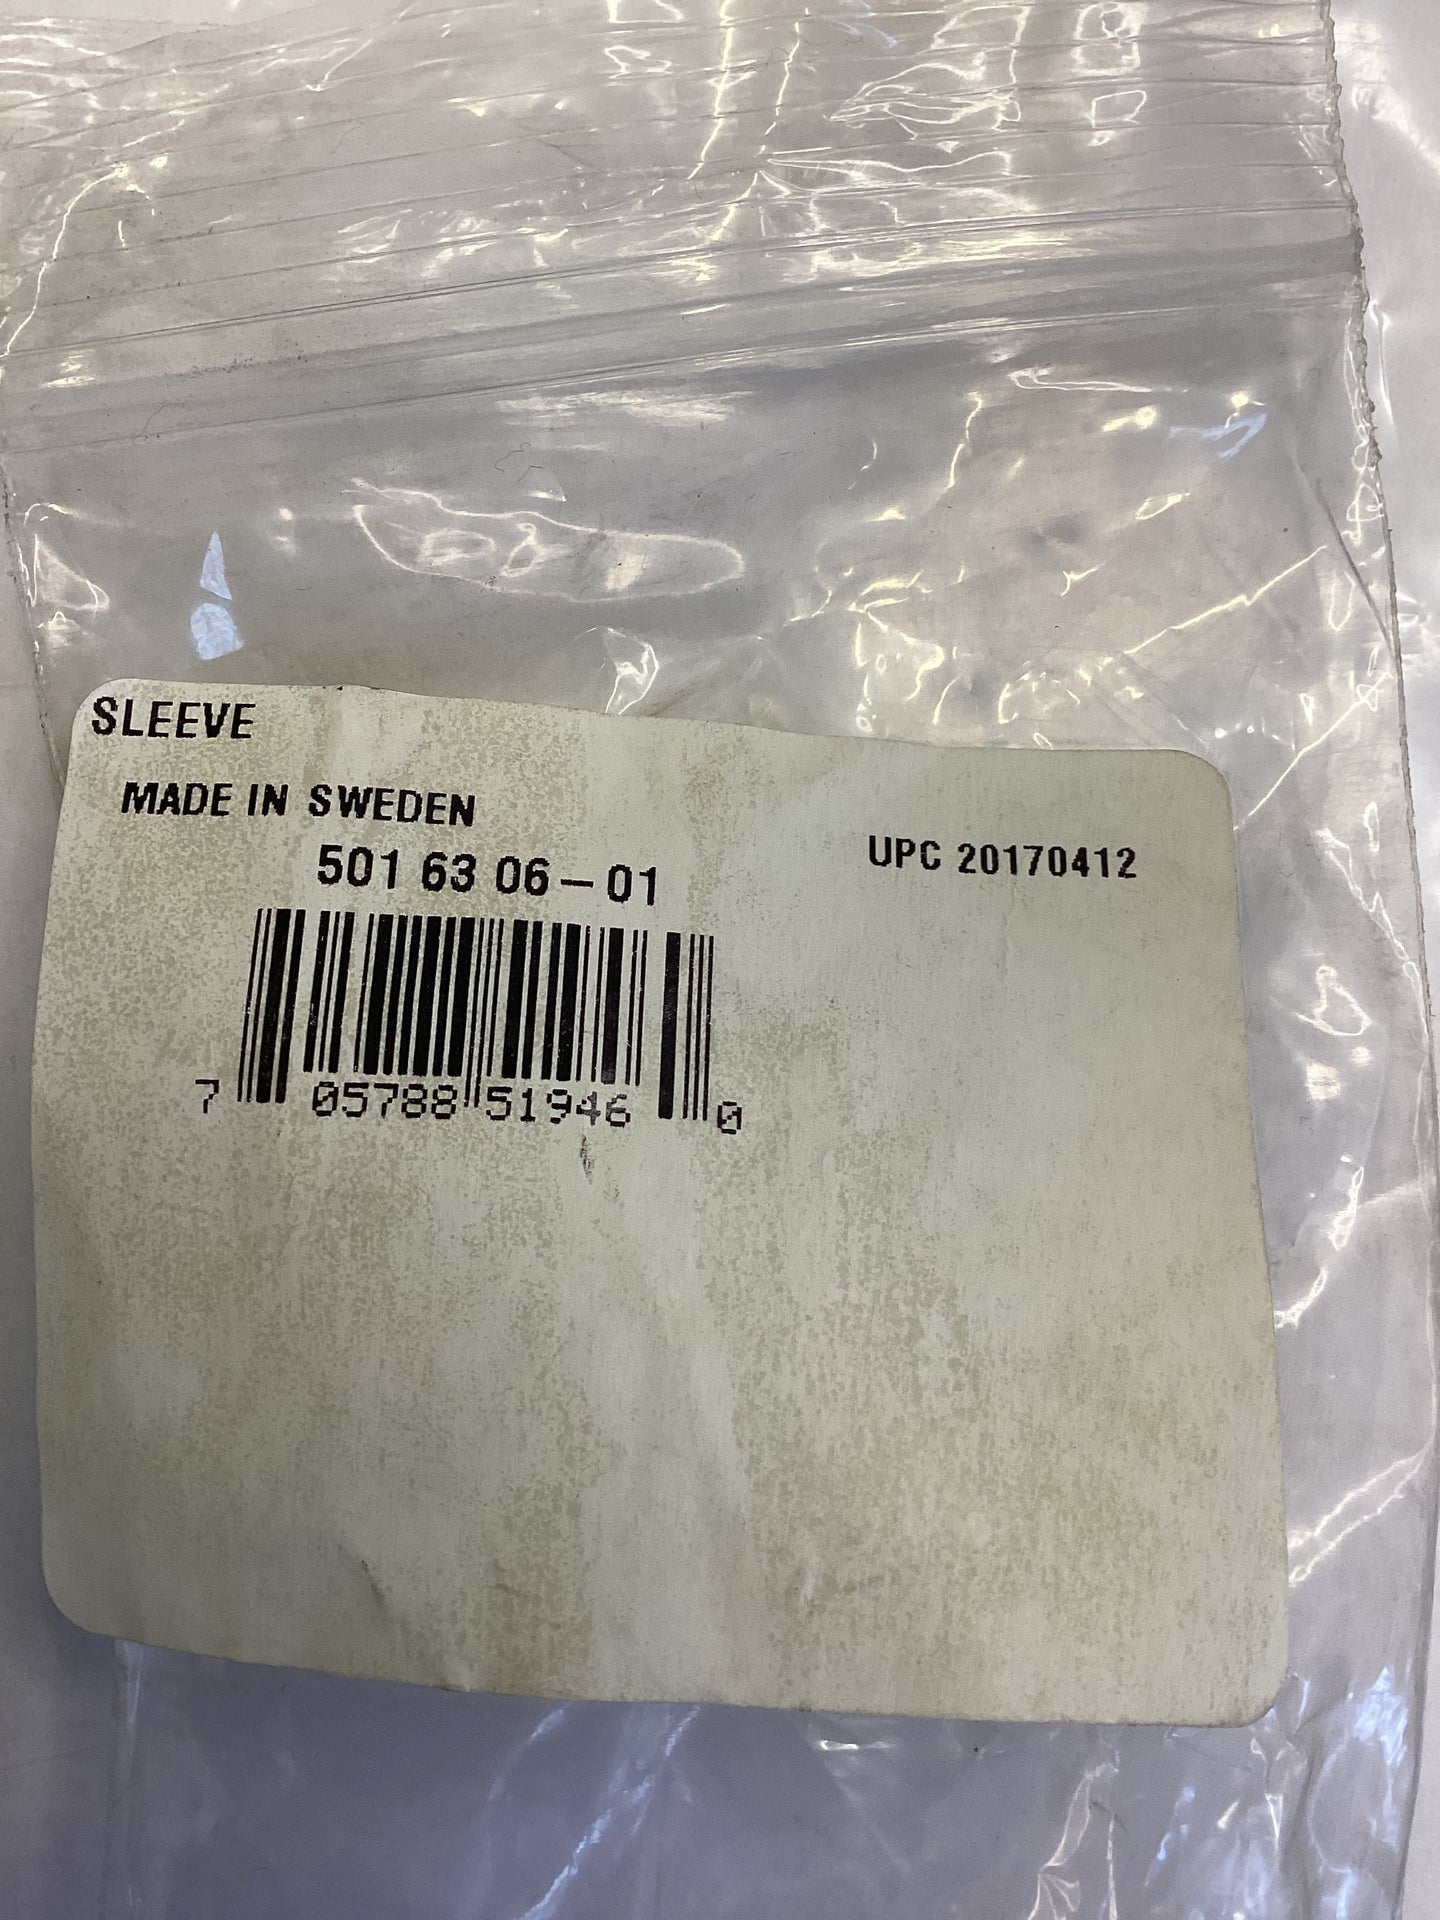 SLEEVE
MADE IN SWEDEN
501 63 06-01
UPC 20170412
7 05788 51946 0